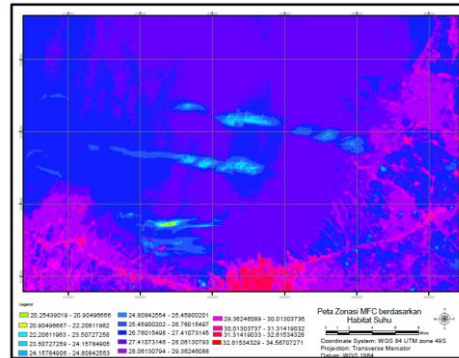 Legend
20.25439019 - 20.90496666
20.90496667 - 22.20611962
22.20611963 - 23.50727258
23.50727259 - 24.15784905
24.15784906 - 24.80842553
24.80842554 - 25.45900201
25.45900202 - 26.76015497
26.76015498 - 27.41073146
27.41073146 - 28.06130793
28.06130794 - 29.36246088
29.36246089 - 30.01303736
30.01303737 - 31.31419032
31.31419033 - 32.61534328
32.61534329 - 34.56707271
Peta Zonasi MFC berdasarkan
Habitat Suhu
Coordinate System: WGS 84 UTM zone 49S
Projection: Transverse Mercator
Datum: WGS 1984